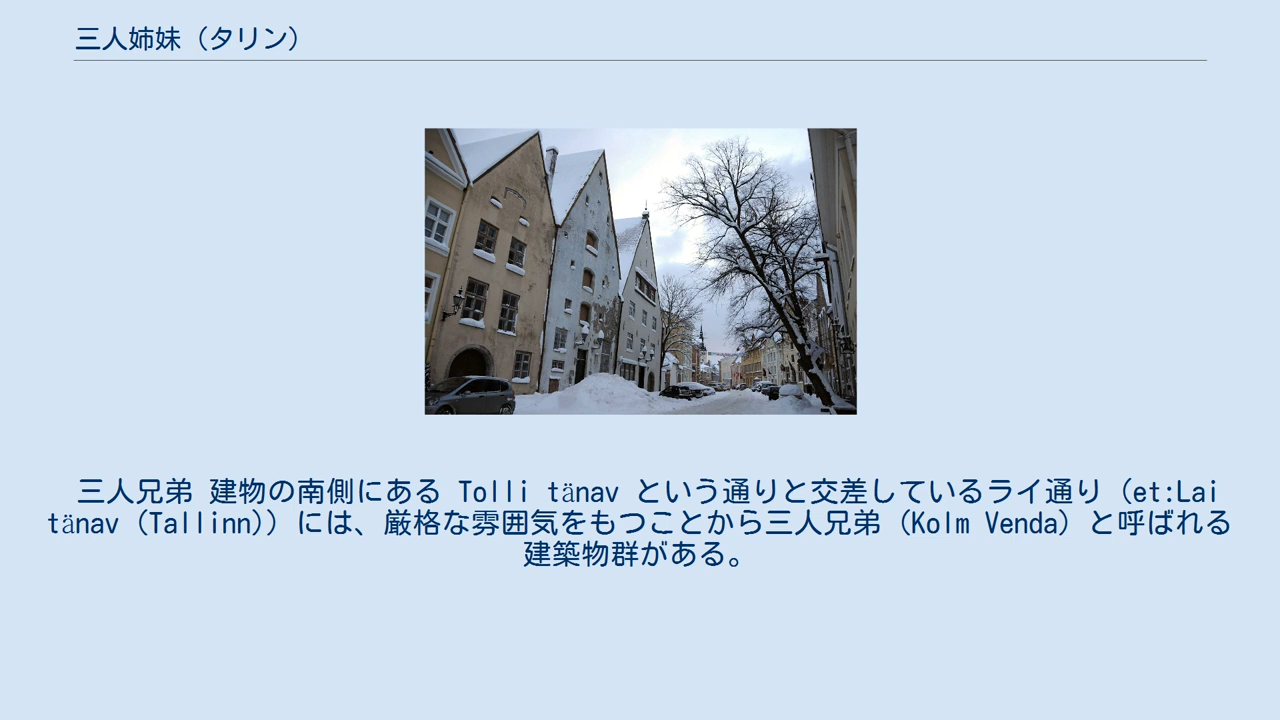 三人姉妹（タリン）
三人兄弟 建物の南側にある Tolli tänav という通りと交差しているライ通り（et:Lai
tänav（Tallinn））には、厳格な雰囲気をもつことから三人兄弟（Kolm Venda）と呼ばれる
建築物群がある。